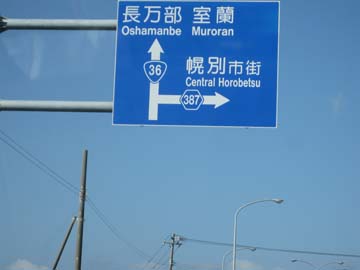 長万部 室蘭
Oshamanbe Muroran
36
幌別市街
Central Horobetsu
387